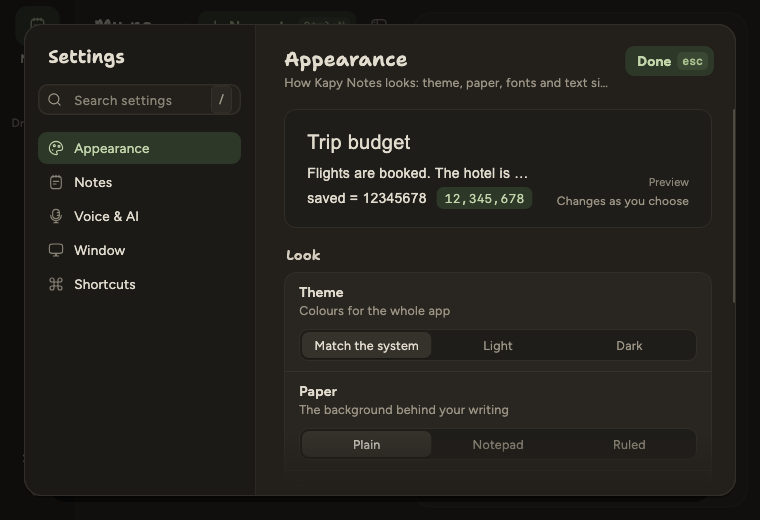 Settings
Search settings /
Appearance
Notes
Voice & AI
Window
Shortcuts
Appearance
How Kapy Notes looks: theme, paper, fonts and text si...
Done esc
Trip budget
Flights are booked. The hotel is ...
saved = 12345678 12,345,678
Preview
Changes as you choose
Look
Theme
Colours for the whole app
Match the system Light Dark
Paper
The background behind your writing
Plain Notepad Ruled